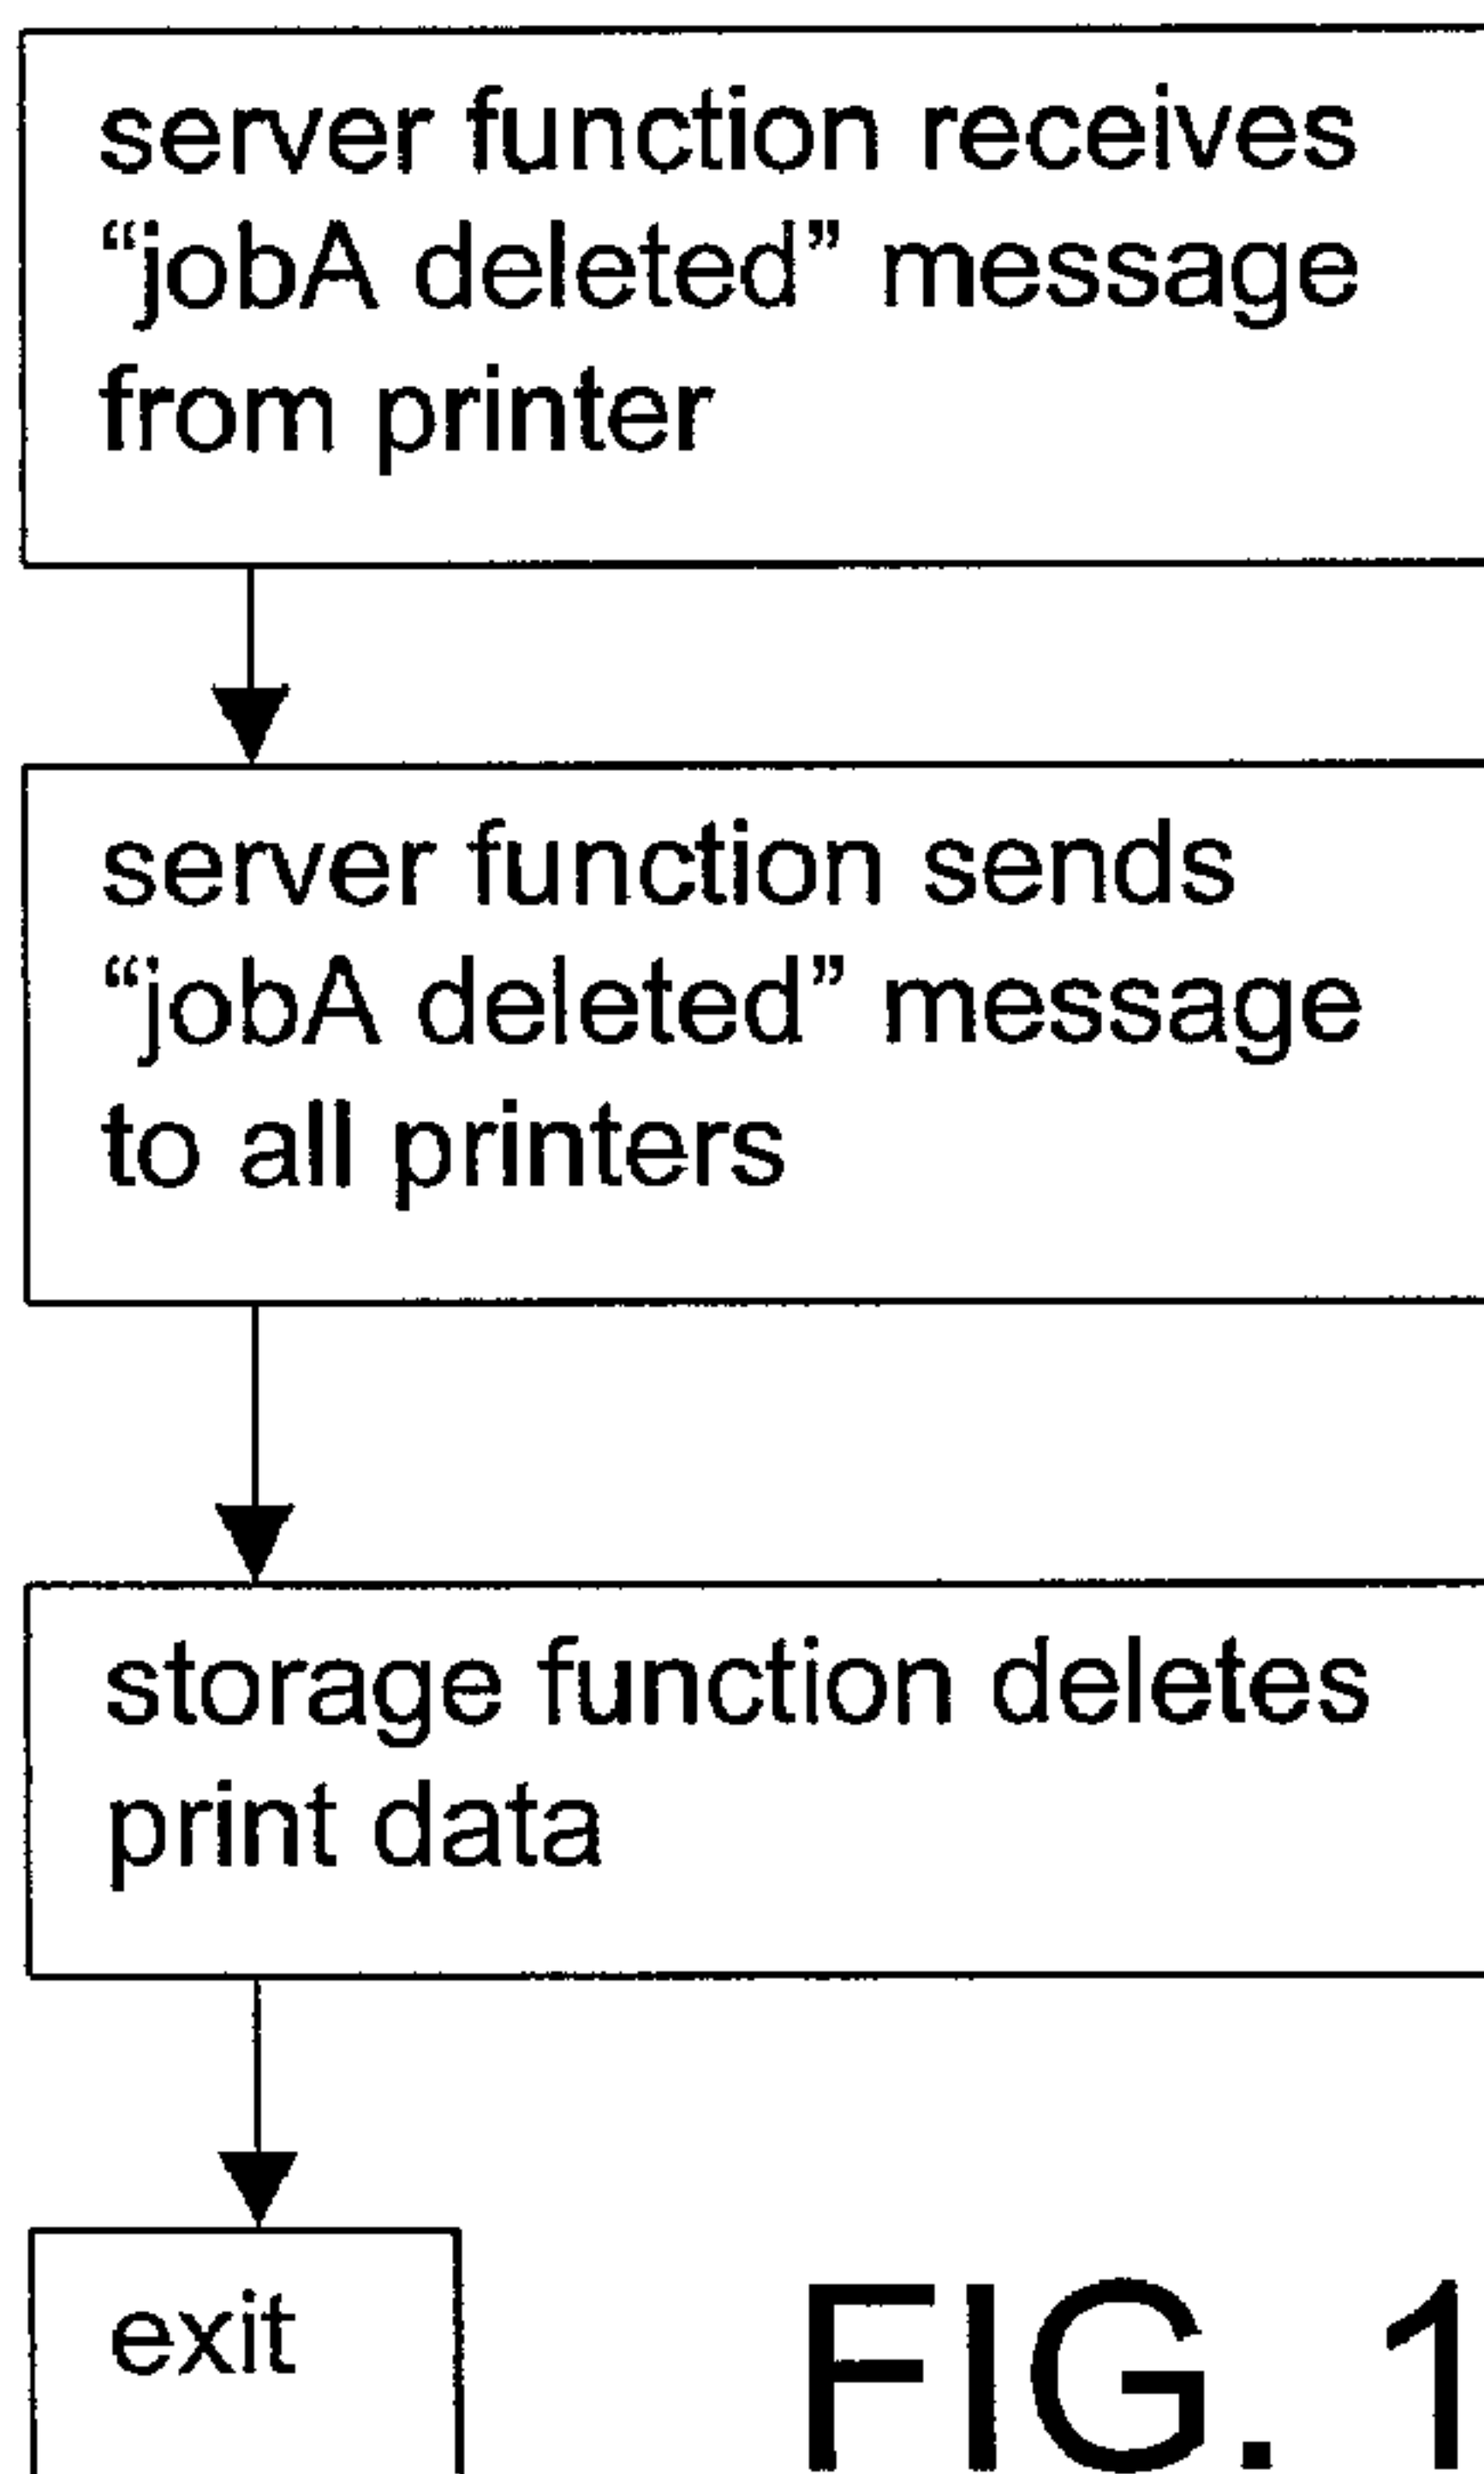 server function receives
“jobA deleted” message
from printer
server function sends
“jobA deleted” message
to all printers
storage function deletes
print data
exit
FIG. 1